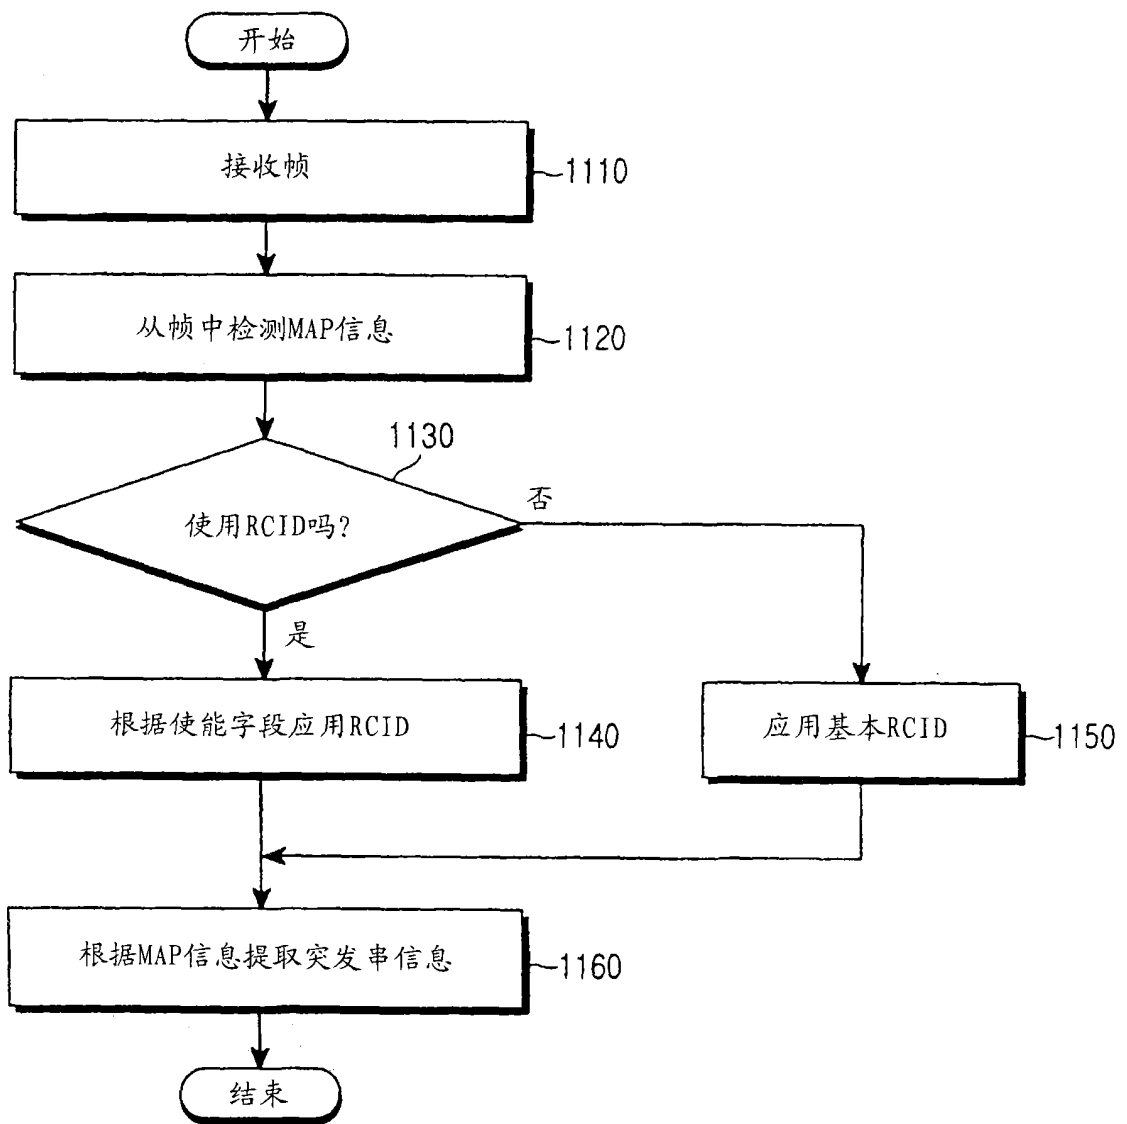 开始
接收帧
1110
从帧中检测MAP信息
1120
1130
使用RCID吗?
否
是
根据使能字段应用RCID
1140
应用基本RCID
1150
根据MAP信息提取突发串信息
1160
结束